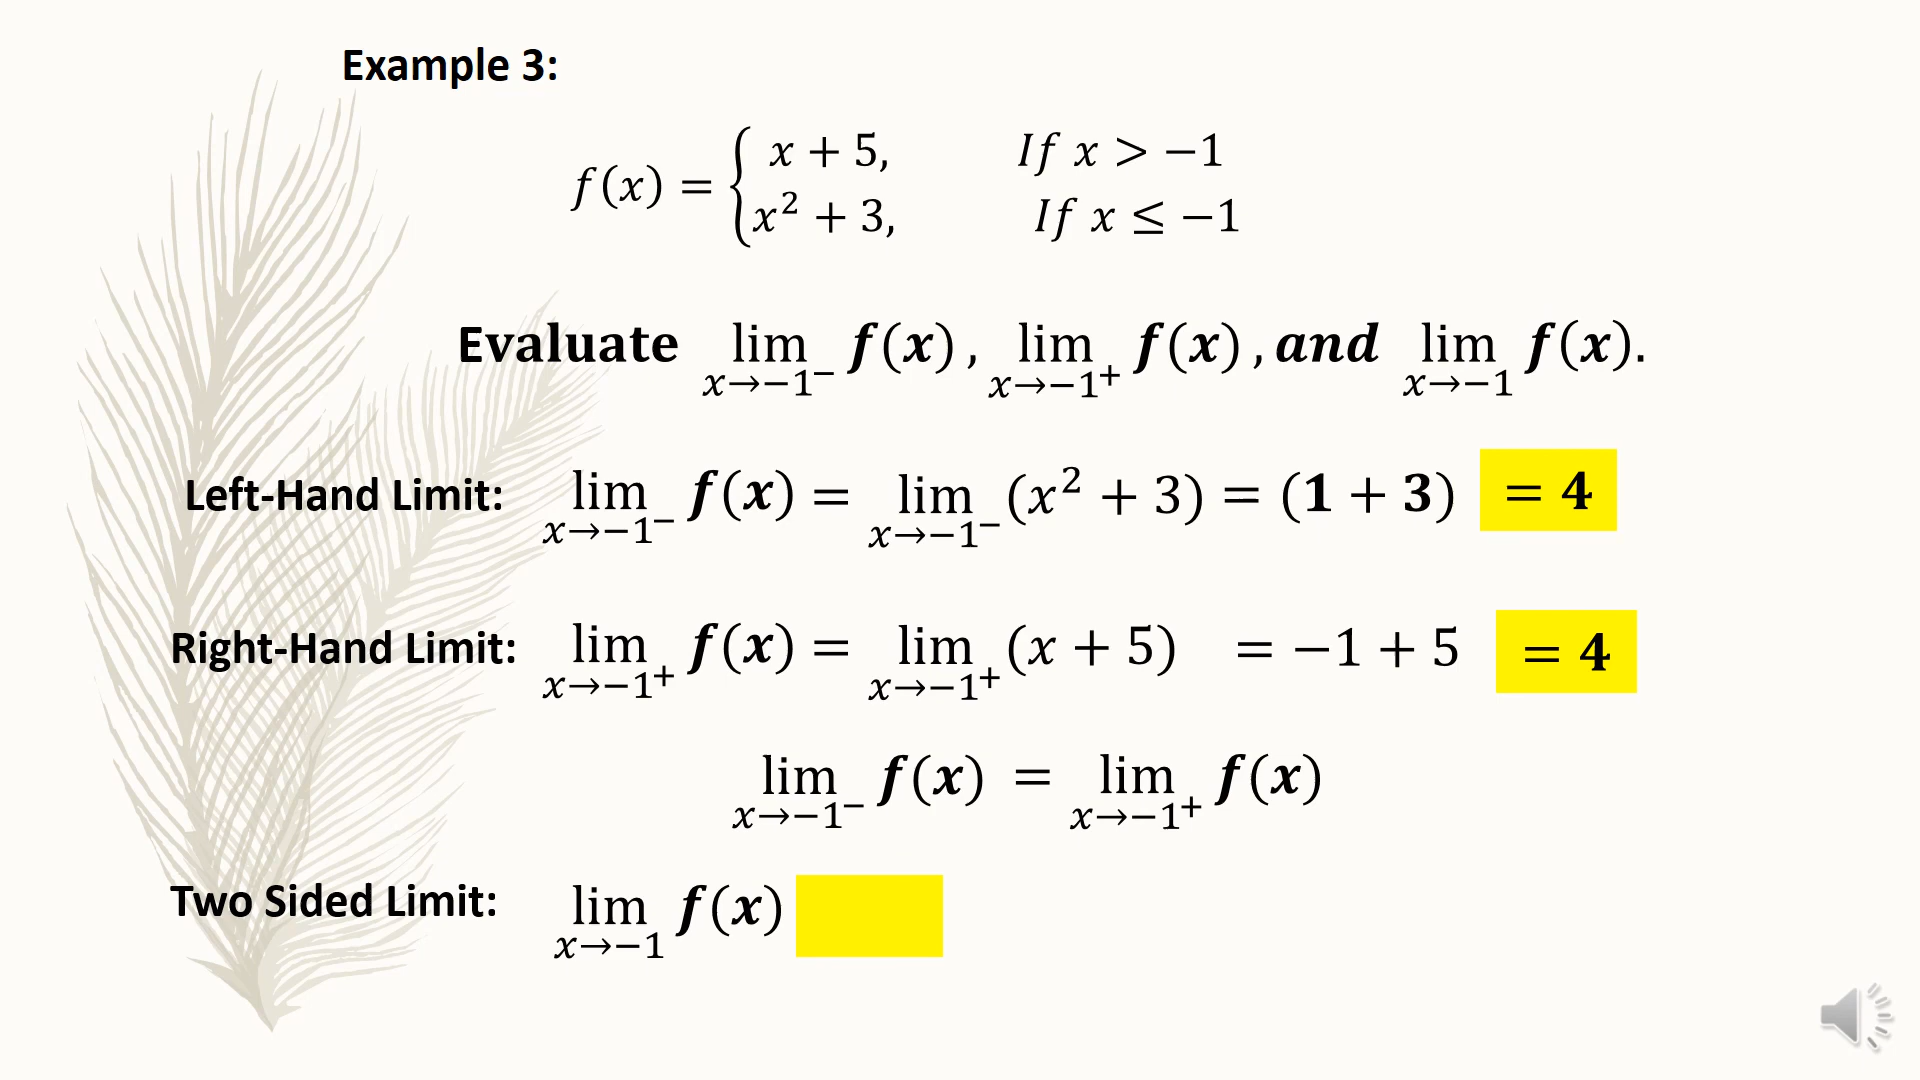 Example 3:
f(x) = { x + 5, If x > −1
x² + 3, If x ≤ −1
Evaluate lim x→−1⁻ f(x) , lim x→−1⁺ f(x) , and lim x→−1 f(x).
Left-Hand Limit: lim x→−1⁻ f(x) = lim x→−1⁻ (x² + 3) = (1 + 3) = 4
Right-Hand Limit: lim x→−1⁺ f(x) = lim x→−1⁺ (x + 5) = −1 + 5 = 4
lim x→−1⁻ f(x) = lim x→−1⁺ f(x)
Two Sided Limit: lim x→−1 f(x)